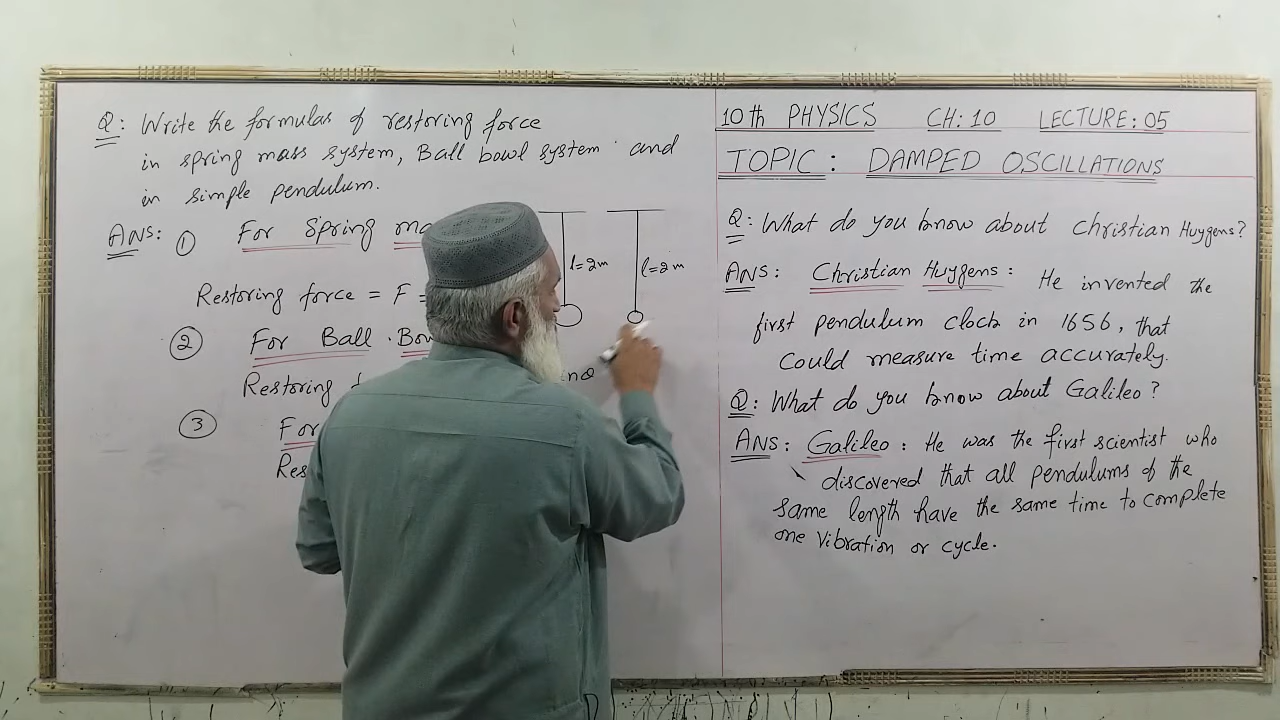 Q: Write the formulas of restoring force
in spring mass system, Ball bowl system and
in simple pendulum.
ANS: 1 For Spring
Restoring force = F =
2 For Ball
Restoring
3 For
l=2m
l=2m
10th PHYSICS CH: 10 LECTURE: 05
TOPIC: DAMPED OSCILLATIONS
Q: What do you know about Christian Huygens?
ANS: Christian Huygens: He invented the
first pendulum clock in 1656, that
could measure time accurately.
Q: What do you know about Galileo?
ANS: Galileo: He was the first scientist who
discovered that all pendulums of the
same length have the same time to complete
one vibration or cycle.